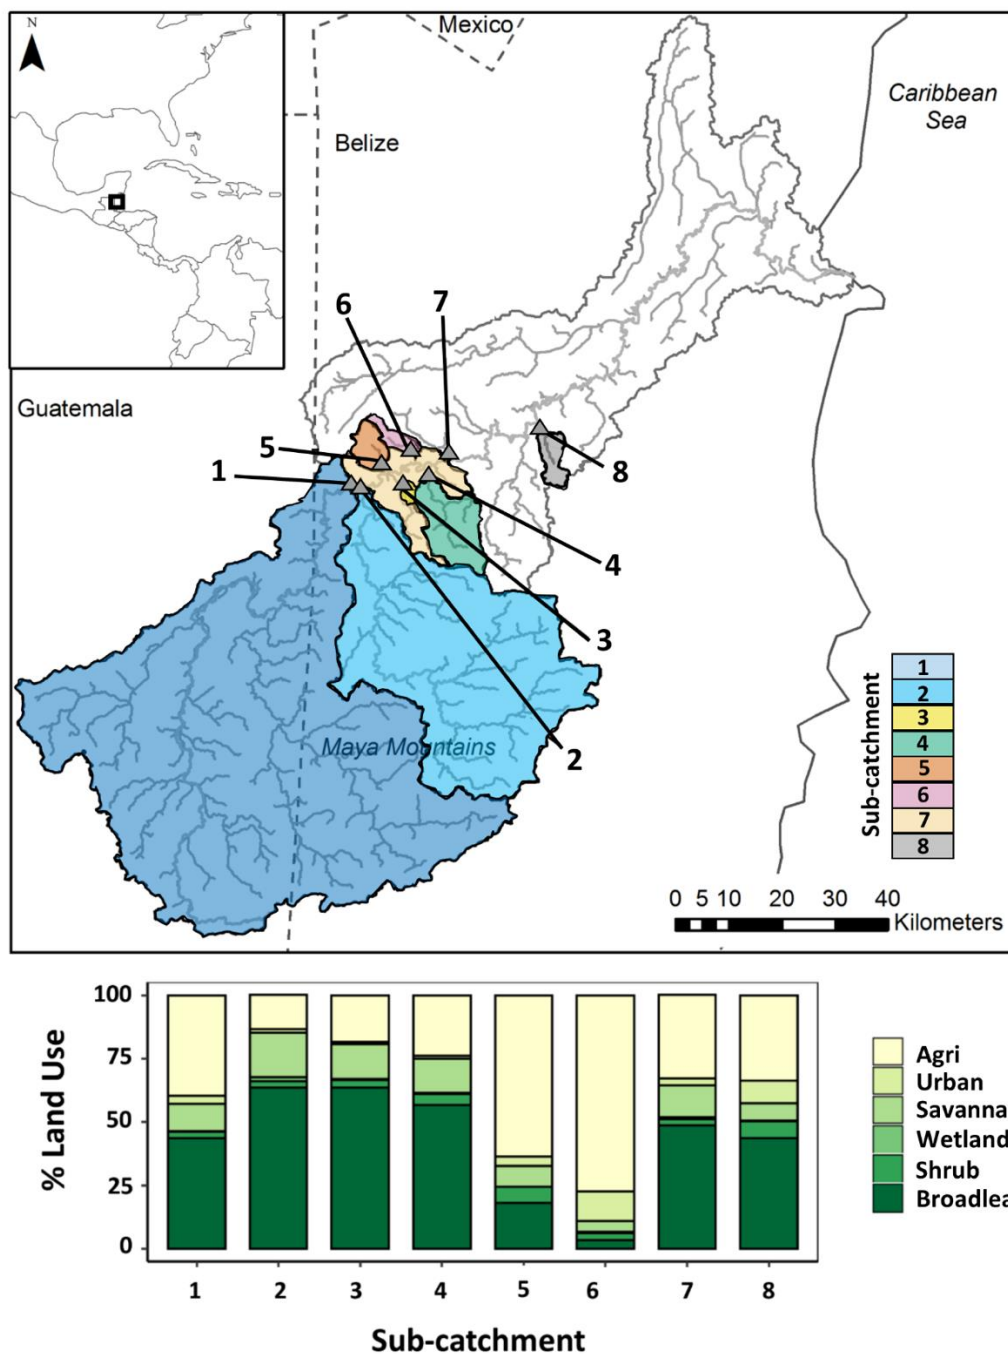 N
Mexico
Caribbean
Sea
Belize
6
7
Guatemala
5
1
8
4
3
2
Maya Mountains
Sub-catchment
1
2
3
4
5
6
7
8
0 5 10 20 30 40
Kilometers
% Land Use
100
75
50
25
0
1 2 3 4 5 6 7 8
Sub-catchment
Agri
Urban
Savanna
Wetland
Shrub
Broadlea